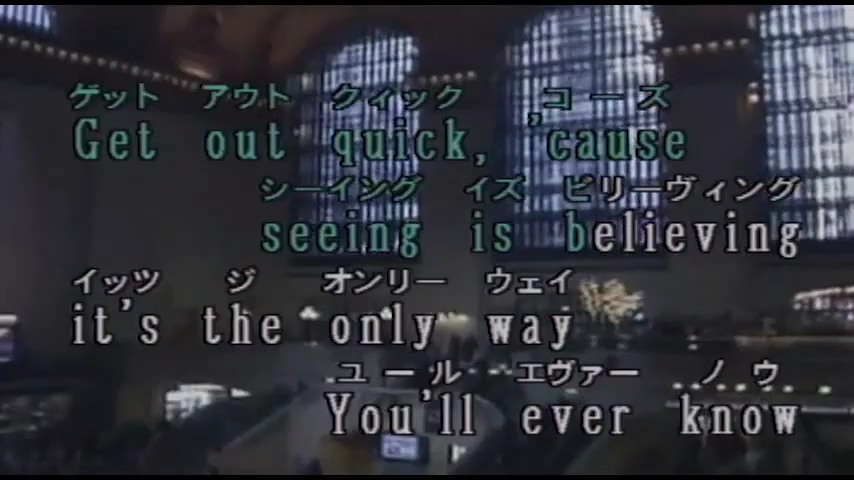 ゲット アウト クィック コーズ
Get out quick, 'cause
シーイング イズ ビリーヴィング
seeing is believing
イッツ ジ オンリー ウェイ
it's the only way
ユール エヴァー ノウ
You'll ever know